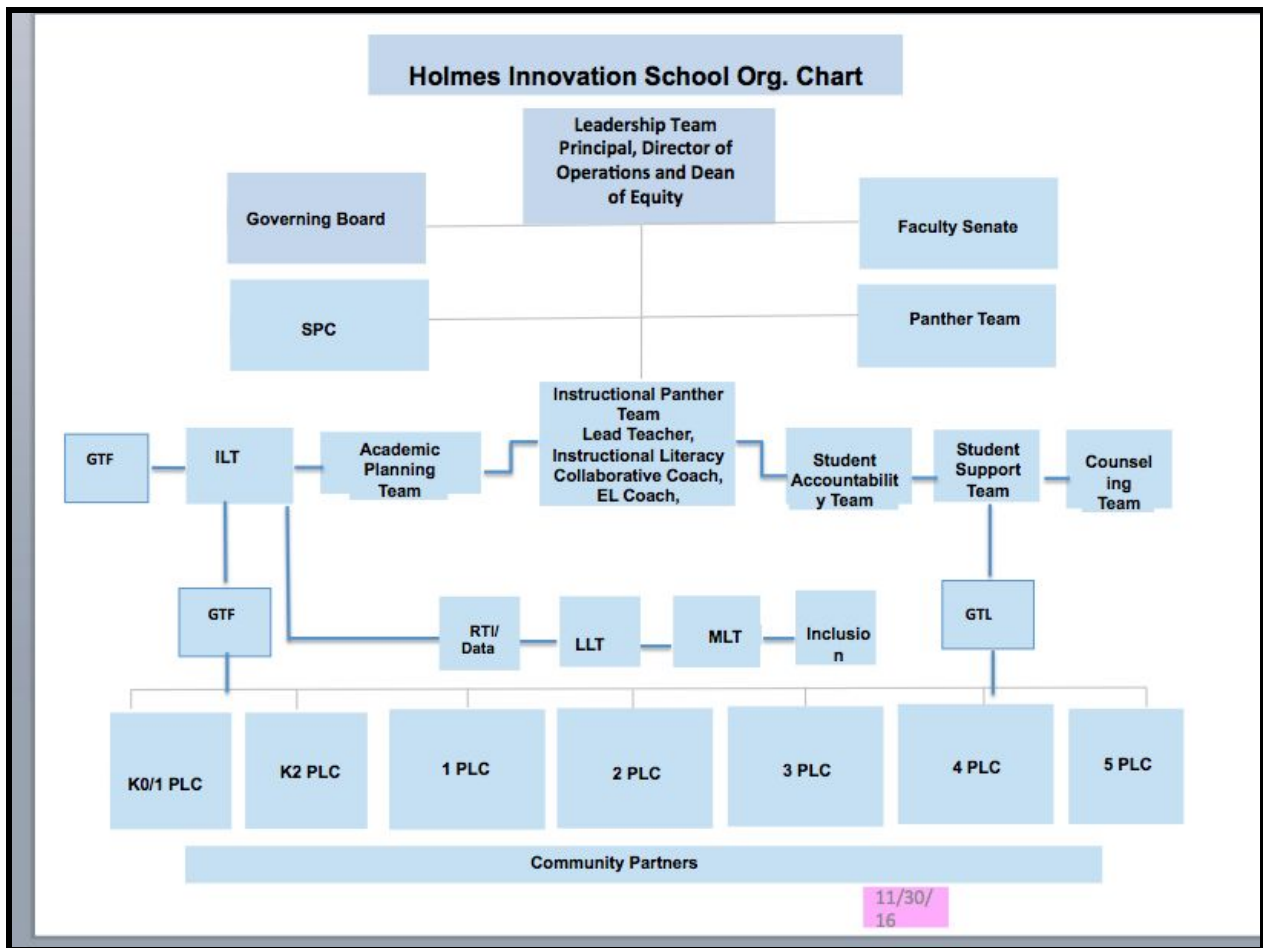 Holmes Innovation School Org. Chart
Leadership Team
Principal, Director of
Operations and Dean
of Equity
Governing Board
Faculty Senate
SPC
Panther Team
Instructional Panther
Team
Lead Teacher,
Instructional Literacy
Collaborative Coach,
EL Coach,
GTF
ILT
Academic
Planning
Team
Student
Accountabilit
y Team
Student
Support
Team
Counsel
ing
Team
GTF
RTI/
Data
LLT
MLT
Inclusio
n
GTL
K0/1 PLC
K2 PLC
1 PLC
2 PLC
3 PLC
4 PLC
5 PLC
Community Partners
11/30/
16